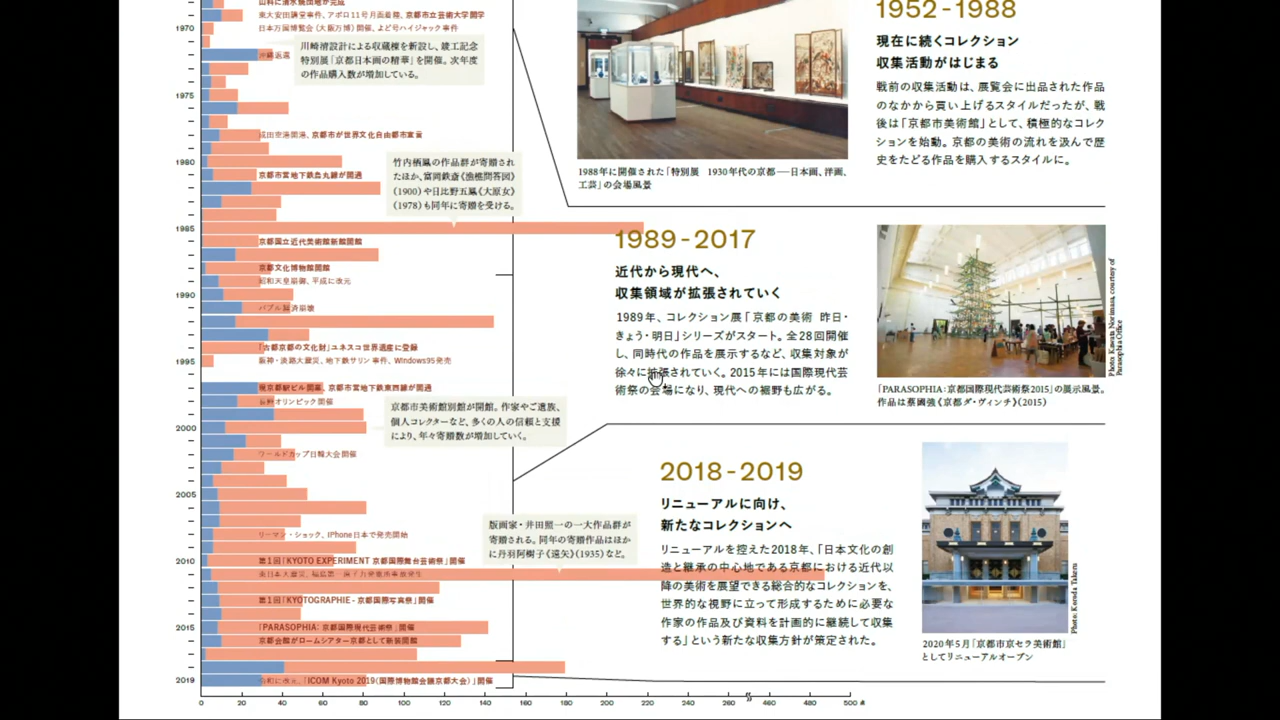 山科に清水焼団地が完成
東大安田講堂事件、アポロ11号月面着陸、京都市立芸術大学開学
1970
日本万国博覧会(大阪万博)開催、よど号ハイジャック事件
川崎清設計による収蔵棟を新設し、竣工記念
特別展「京都日本画の精華」を開催。次年度
の作品購入数が増加している。
沖縄返還
1975
成田空港開港、京都市が世界文化自由都市宣言
1980
京都市営地下鉄烏丸線が開通
竹内栖鳳の作品群が寄贈され
たほか、富岡鉄斎《漁樵問答図》
(1900)や日比野五鳳《大原女》
(1978)も同年に寄贈を受ける。
1985
京都国立近代美術館新館開館
京都文化博物館開館
昭和天皇崩御、平成に改元
1990
バブル経済崩壊
「古都京都の文化財」ユネスコ世界遺産に登録
1995
阪神・淡路大震災、地下鉄サリン事件、Windows95発売
現京都駅ビル開業、京都市営地下鉄東西線が開通
長野オリンピック開催
京都市美術館別館が開館。作家やご遺族、
個人コレクターなど、多くの人の信頼と支援
により、年々寄贈数が増加していく。
2000
ワールドカップ日韓大会開催
2005
リーマン・ショック、iPhone日本で発売開始
版画家・井田照一の一大作品群が
寄贈される。同年の寄贈作品はほか
に丹羽阿樹子《遠矢》(1935)など。
2010
第1回「KYOTO EXPERIMENT 京都国際舞台芸術祭」開催
東日本大震災、福島第一原子力発電所事故発生
第1回「KYOTOGRAPHIE - 京都国際写真祭」開催
2015
「PARASOPHIA: 京都国際現代芸術祭」開催
京都会館がロームシアター京都として新装開館
2019
令和に改元、「ICOM Kyoto 2019(国際博物館会議京都大会)」開催
0 20 40 60 80 100 120 140 160 180 200 220 240 260 460 480 500 点
1952-1988
現在に続くコレクション
収集活動がはじまる
戦前の収集活動は、展覧会に出品された作品
のなかから買い上げるスタイルだったが、戦
後は「京都市美術館」として、積極的なコレク
ションを始動。京都の美術の流れを汲んで歴
史をたどる作品を購入するスタイルに。
1988年に開催された「特別展 1930年代の京都──日本画、洋画、
工芸」の会場風景
1989-2017
近代から現代へ、
収集領域が拡張されていく
1989年、コレクション展「京都の美術 昨日・
きょう・明日」シリーズがスタート。全28回開催
し、同時代の作品を展示するなど、収集対象が
徐々に拡張されていく。2015年には国際現代芸
術祭の会場になり、現代への裾野も広がる。
Photo: Kawata Norimasa, courtesy of
Parasophia Office
「PARASOPHIA:京都国際現代芸術祭2015」の展示風景。
作品は蔡國強《京都ダ・ヴィンチ》(2015)
2018-2019
リニューアルに向け、
新たなコレクションへ
リニューアルを控えた2018年、「日本文化の創
造と継承の中心地である京都における近代以
降の美術を展望できる総合的なコレクションを、
世界的な視野に立って形成するために必要な
作家の作品及び資料を計画的に継続して収集
する」という新たな収集方針が策定された。
Photo: Koroda Takeru
2020年5月「京都市京セラ美術館」
としてリニューアルオープン